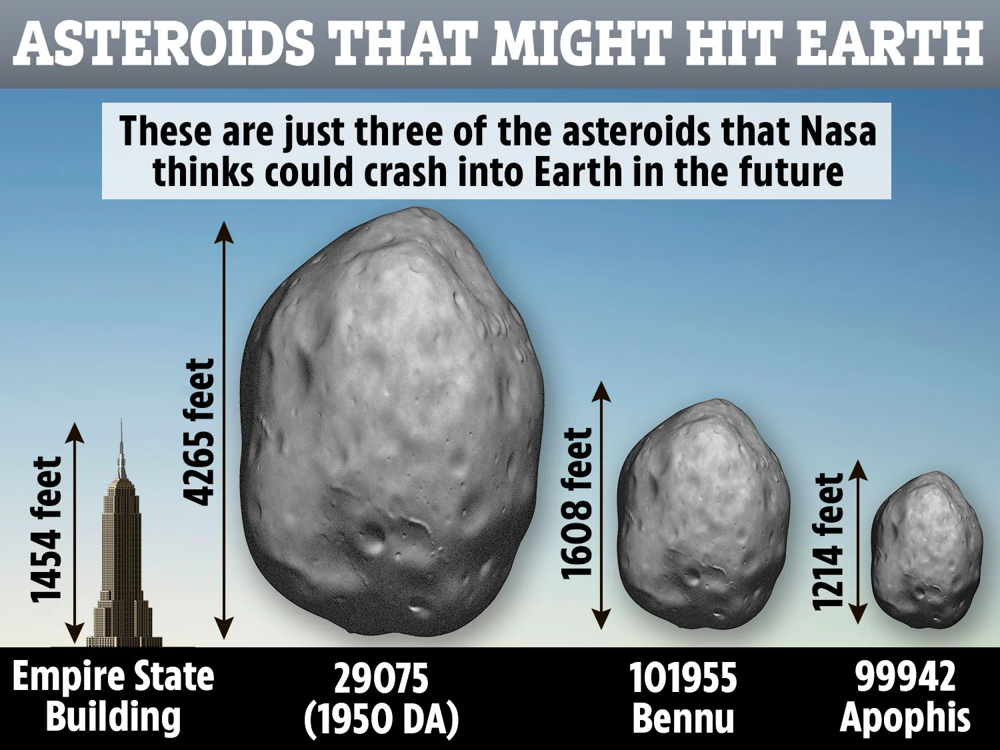 ASTEROIDS THAT MIGHT HIT EARTH
These are just three of the asteroids that Nasa
thinks could crash into Earth in the future
1454 feet
4265 feet
1608 feet
1214 feet
Empire State
Building
29075
(1950 DA)
101955
Bennu
99942
Apophis